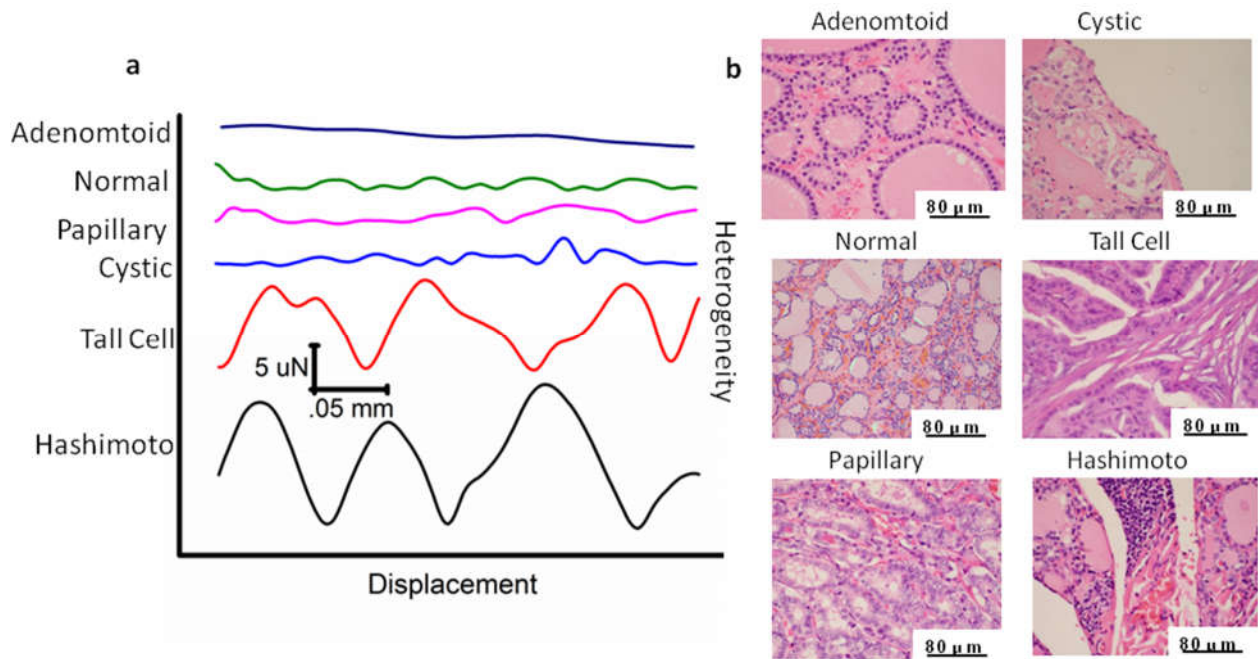 a
Adenomtoid
Normal
Papillary
Cystic
Tall Cell
Hashimoto
5 uN
.05 mm
Heterogeneity
Displacement
b
Adenomtoid
Cystic
80 µm
80 µm
Normal
Tall Cell
80 µm
80 µm
Papillary
Hashimoto
80 µm
80 µm